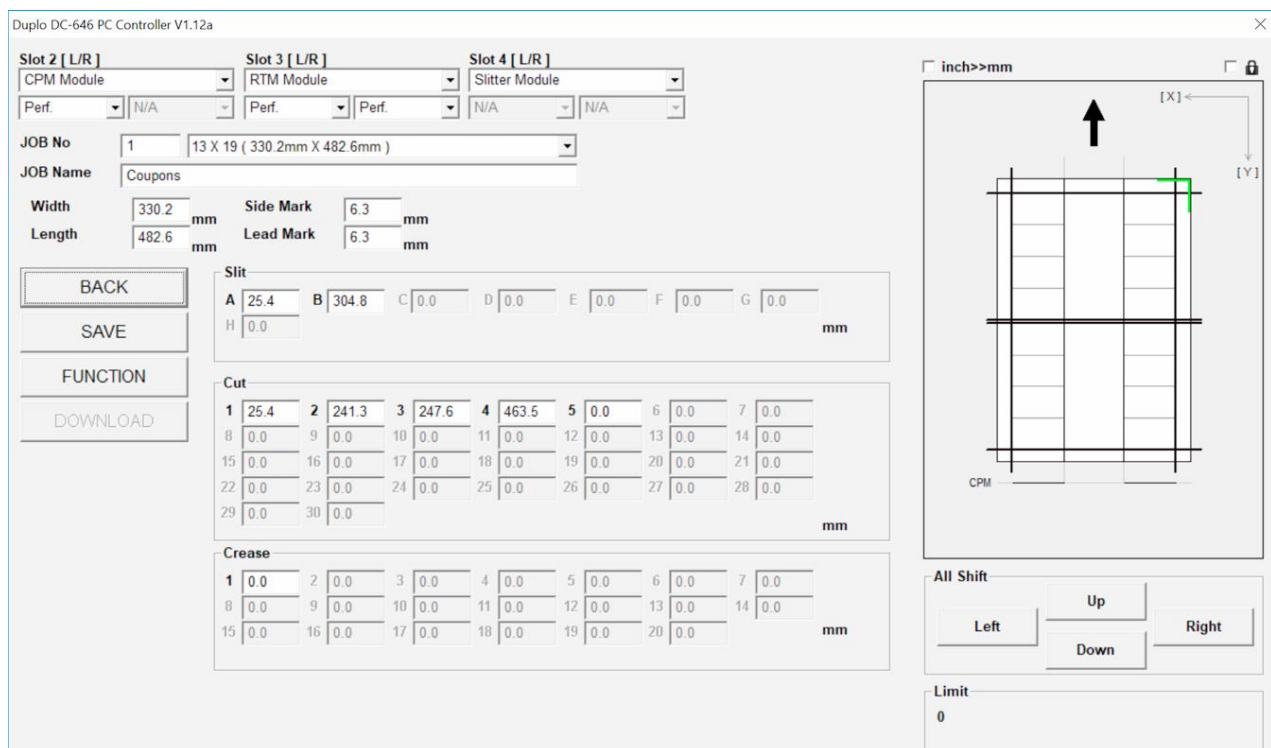 Duplo DC-646 PC Controller V1.12a
Slot 2 [ L/R ] Slot 3 [ L/R ] Slot 4 [ L/R ]
CPM Module RTM Module Slitter Module
Perf. N/A Perf. Perf. N/A N/A
JOB No 1 13 X 19 ( 330.2mm X 482.6mm )
JOB Name Coupons
Width 330.2 mm Side Mark 6.3 mm
Length 482.6 mm Lead Mark 6.3 mm
BACK
SAVE
FUNCTION
DOWNLOAD
Slit
A 25.4 B 304.8 C 0.0 D 0.0 E 0.0 F 0.0 G 0.0
H 0.0 mm
Cut
1 25.4 2 241.3 3 247.6 4 463.5 5 0.0 6 0.0 7 0.0
8 0.0 9 0.0 10 0.0 11 0.0 12 0.0 13 0.0 14 0.0
15 0.0 16 0.0 17 0.0 18 0.0 19 0.0 20 0.0 21 0.0
22 0.0 23 0.0 24 0.0 25 0.0 26 0.0 27 0.0 28 0.0
29 0.0 30 0.0
mm
Crease
1 0.0 2 0.0 3 0.0 4 0.0 5 0.0 6 0.0 7 0.0
8 0.0 9 0.0 10 0.0 11 0.0 12 0.0 13 0.0 14 0.0
15 0.0 16 0.0 17 0.0 18 0.0 19 0.0 20 0.0 mm
inch>>mm
[X]
[Y]
CPM
All Shift
Up
Left Right
Down
Limit
0